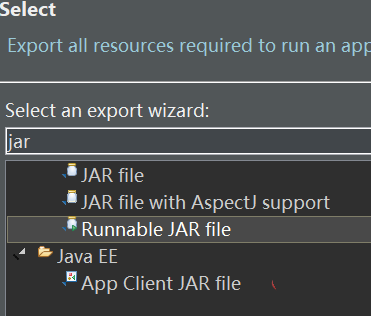 Select
Export all resources required to run an app
Select an export wizard:
jar
JAR file
JAR file with AspectJ support
Runnable JAR file
Java EE
App Client JAR file